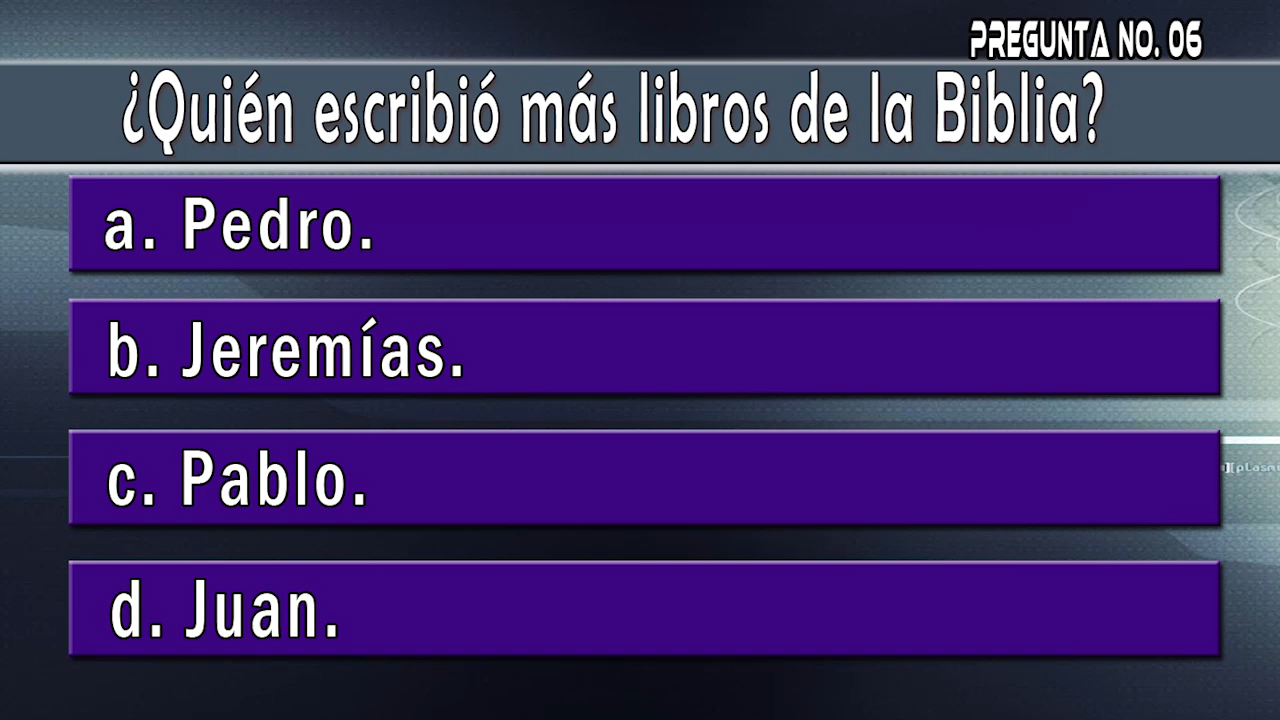 PREGUNTA NO. 06
¿Quién escribió más libros de la Biblia?
a. Pedro.
b. Jeremías.
c. Pablo.
d. Juan.